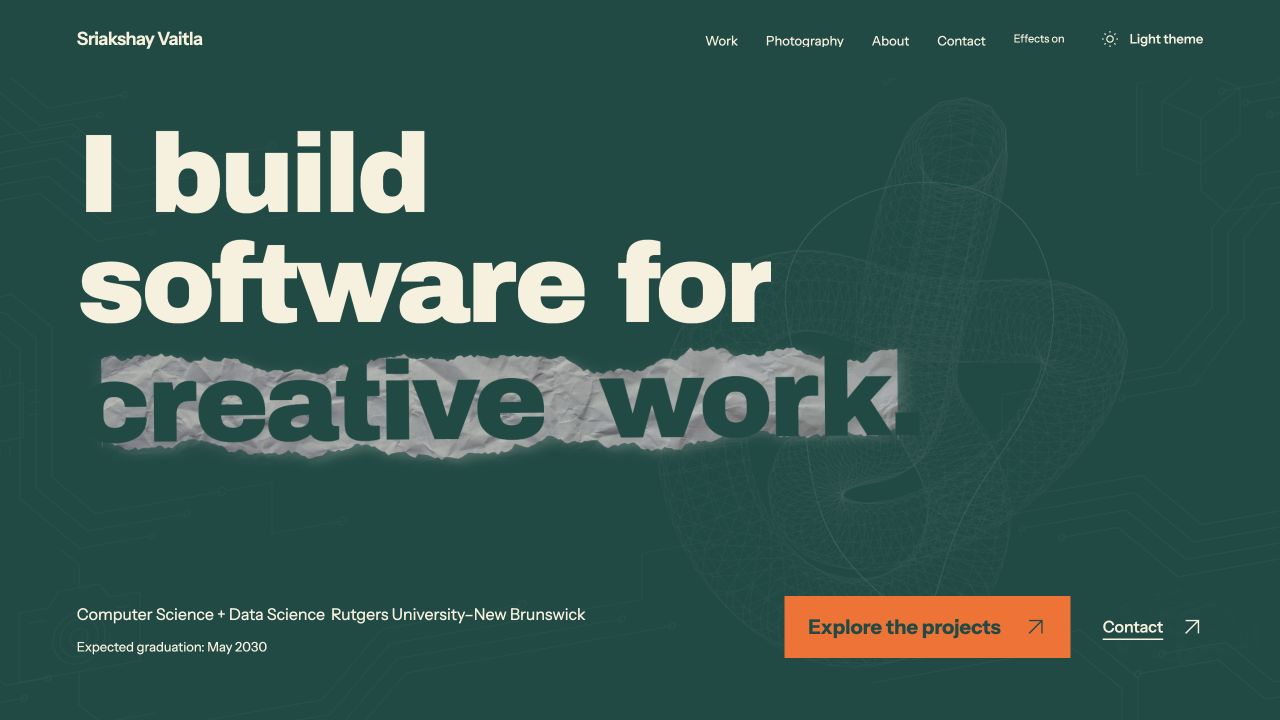 Sriakshay Vaitla
Work Photography About Contact Effects on Light theme
I build
software for
creative work.
Computer Science + Data Science Rutgers University–New Brunswick
Expected graduation: May 2030
Explore the projects
Contact